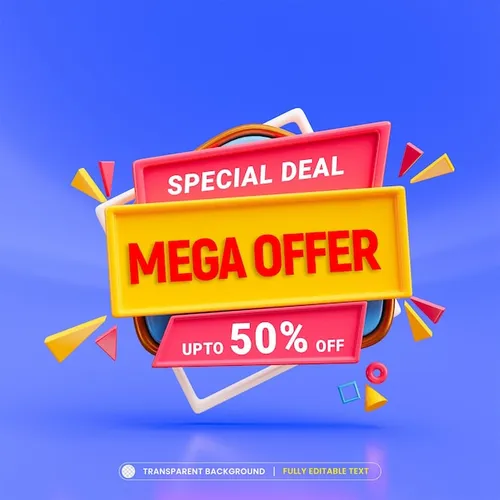 SPECIAL DEAL
MEGA OFFER
UPTO 50% OFF
TRANSPARENT BACKGROUND | FULLY EDITABLE TEXT